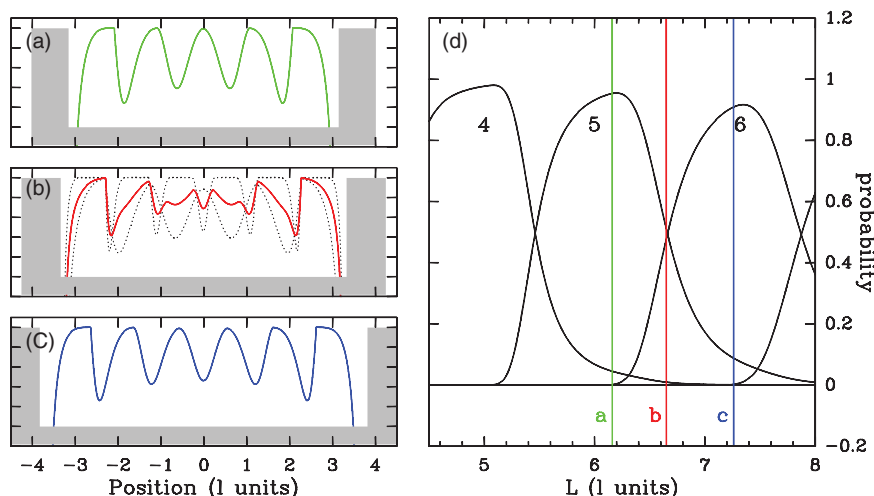 (a)
(b)
(C)
-4 -3 -2 -1 0 1 2 3 4
Position (l units)
(d)
4
5
6
a
b
c
5 6 7 8
L (l units)
1.2
1
0.8
0.6
0.4
0.2
0
-0.2
probability